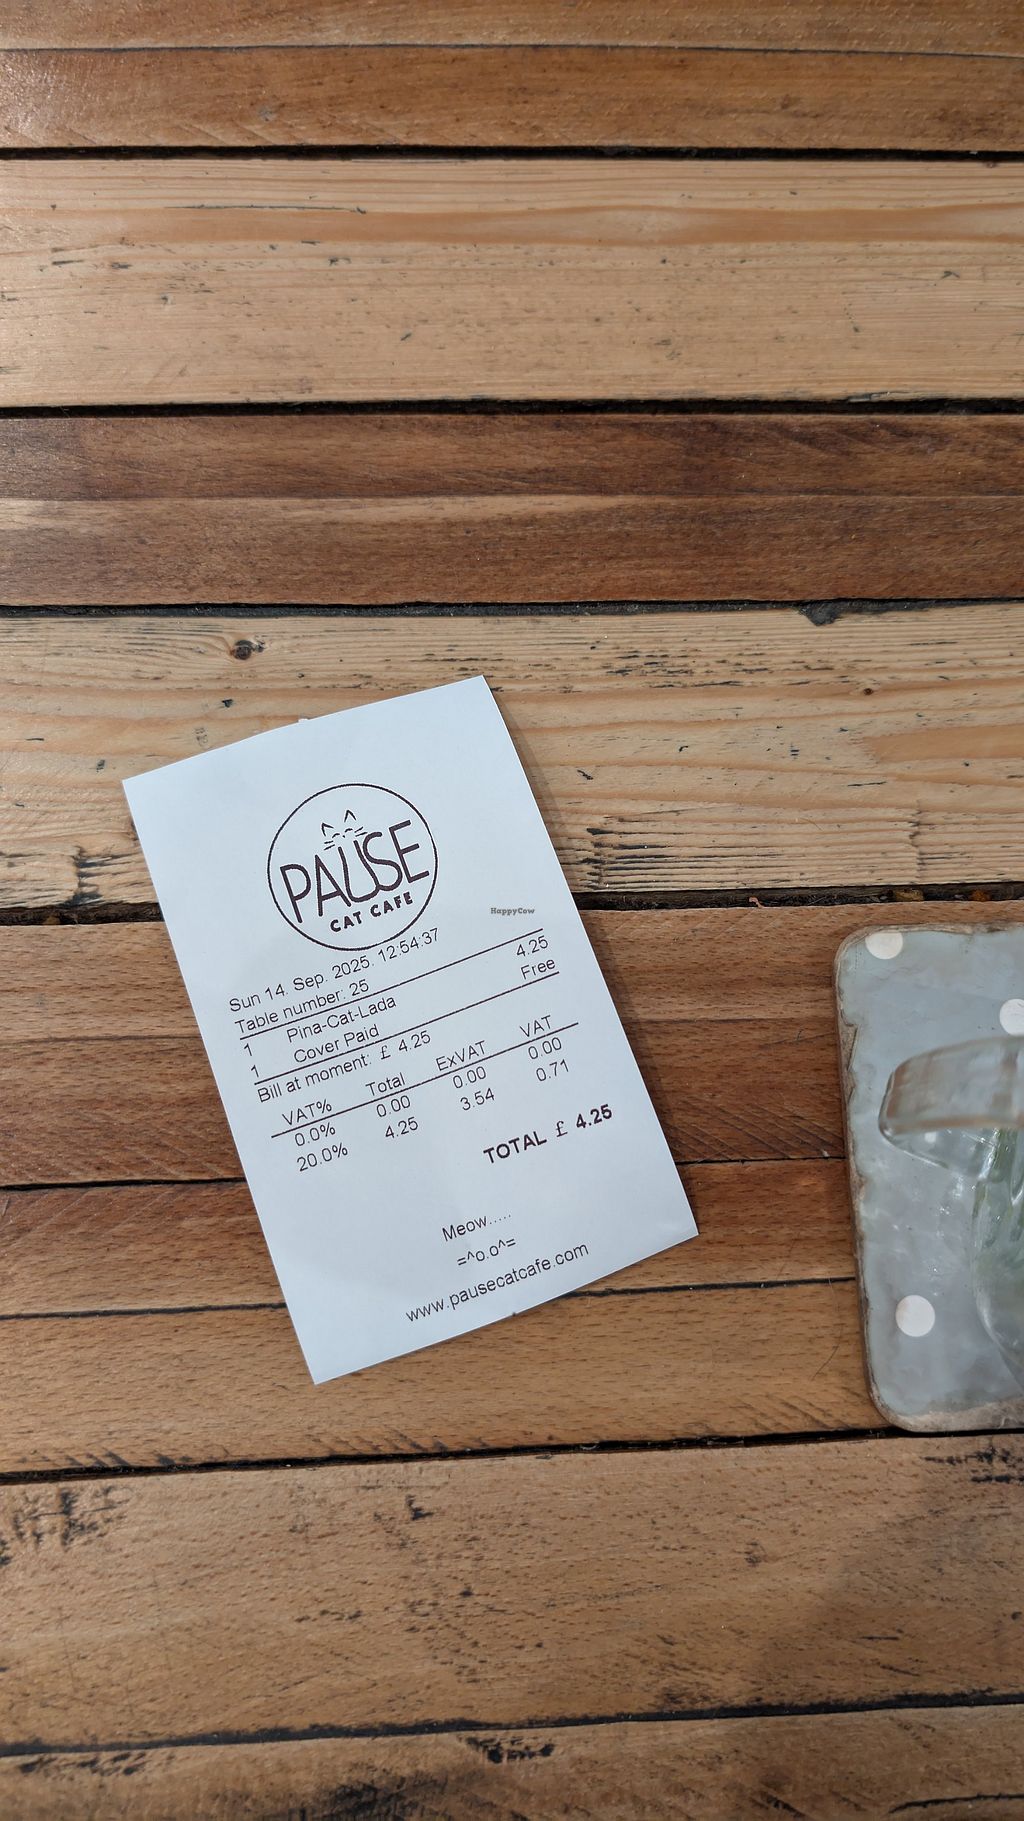 PAUSE
CAT CAFE
Sun 14. Sep. 2025. 12:54:37
Table number: 25
1 Pina-Cat-Lada 4.25
1 Cover Paid Free
Bill at moment: £ 4.25
VAT% Total ExVAT VAT
0.0% 0.00 0.00 0.00
20.0% 4.25 3.54 0.71
TOTAL £ 4.25
Meow.....
=^o.o^=
www.pausecatcafe.com
HappyCow